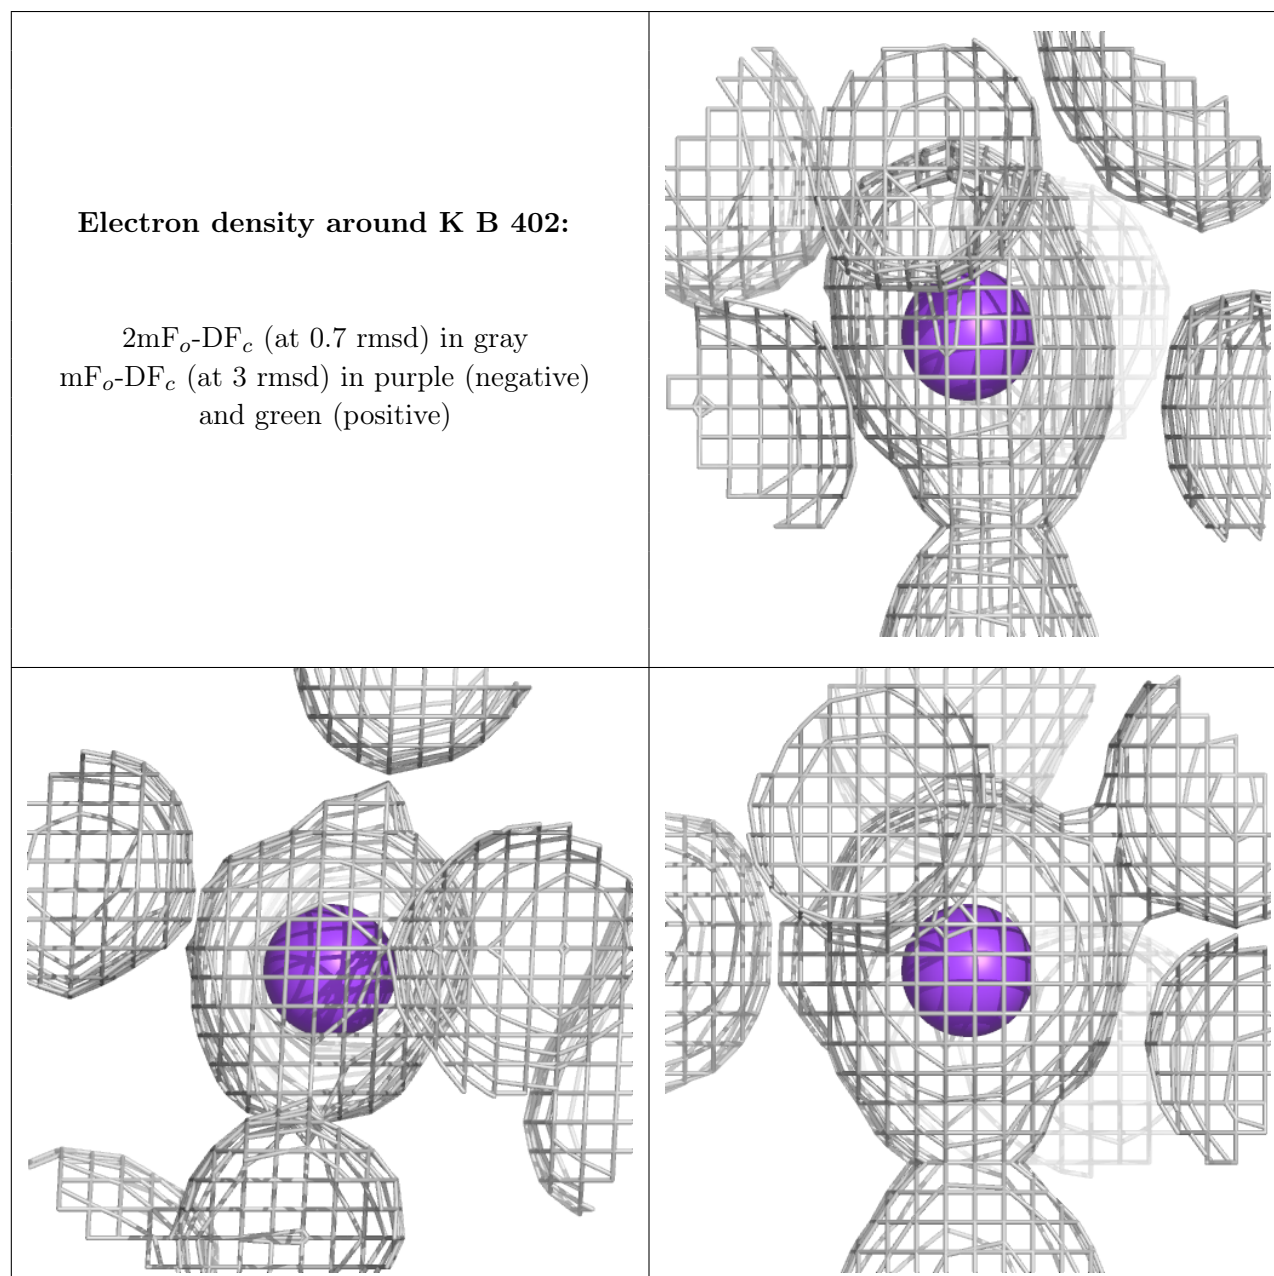 Electron density around K B 402:
2mFo-DFc (at 0.7 rmsd) in gray
mFo-DFc (at 3 rmsd) in purple (negative)
and green (positive)